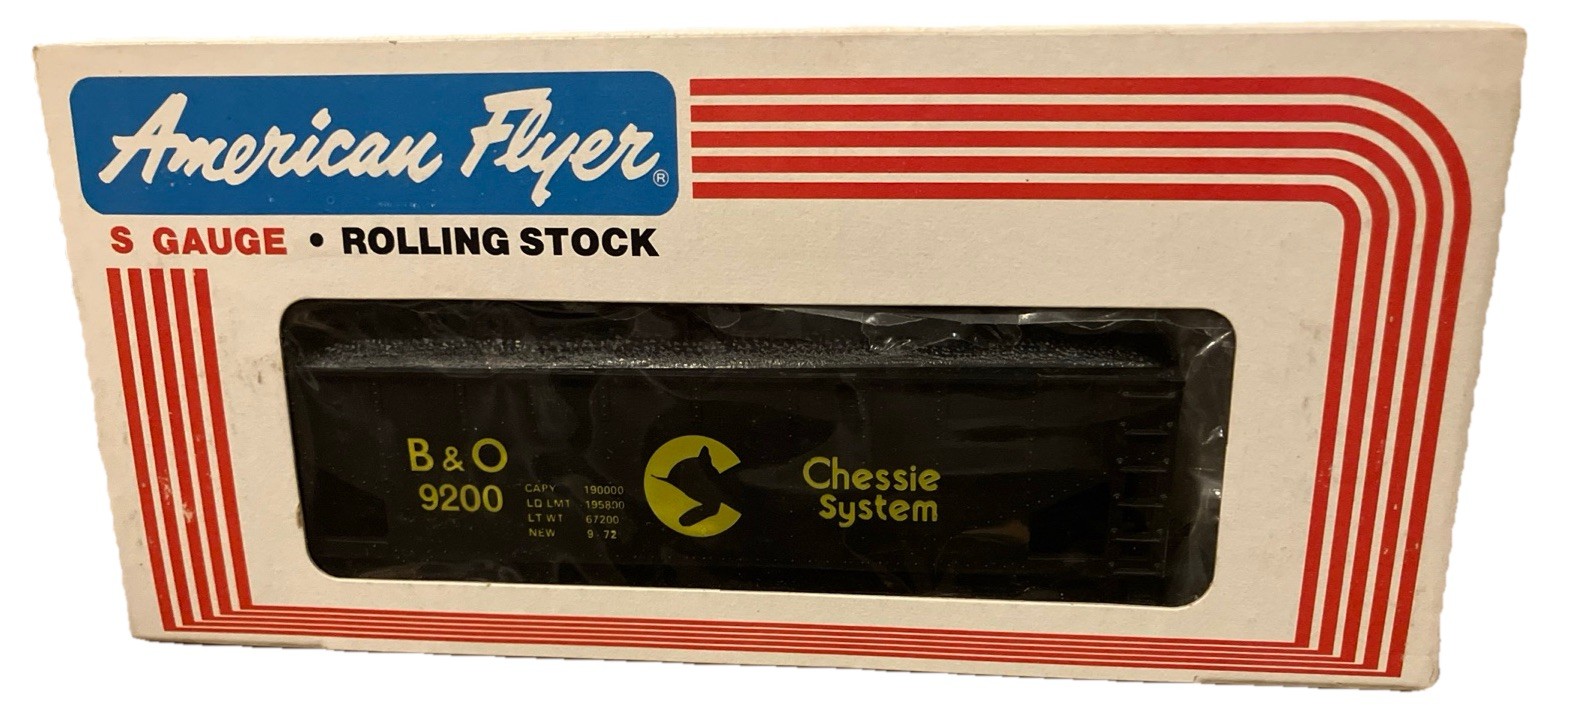 American Flyer®
S GAUGE • ROLLING STOCK
B & O
9200
CAPY 190000
LD LMT 195800
LT WT 67200
NEW 9-72
Chessie
System